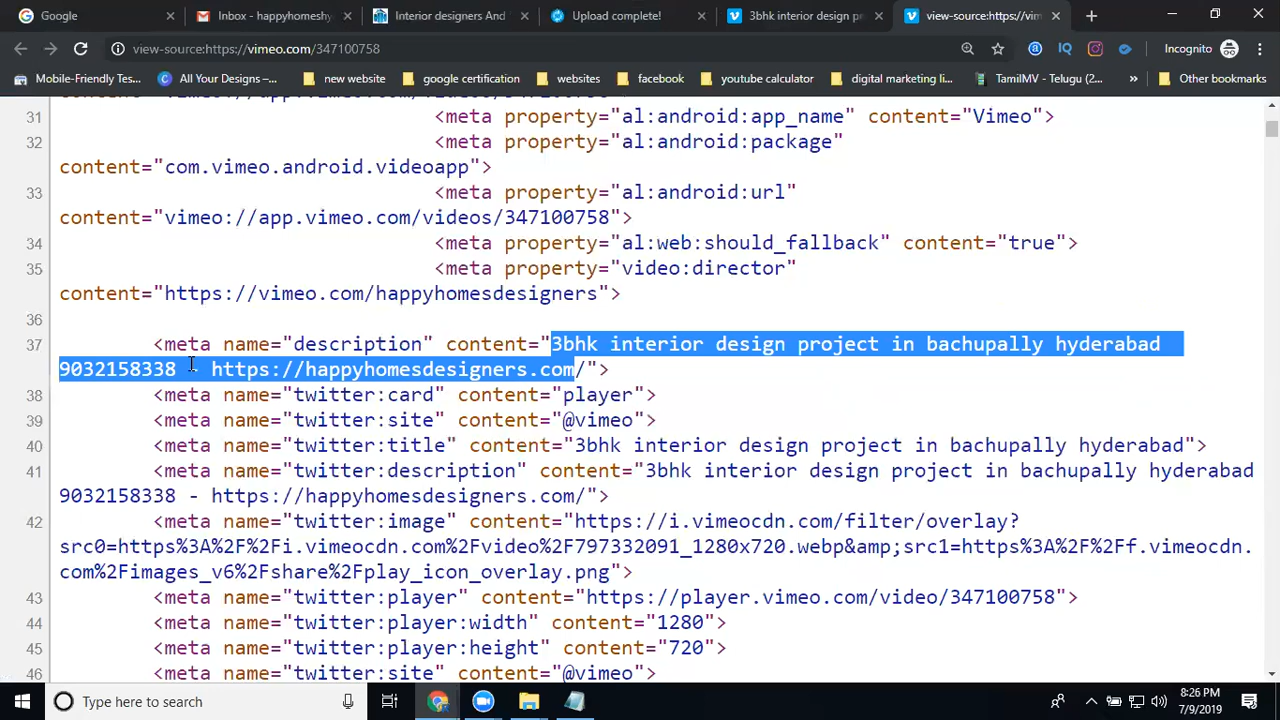 Google
Inbox - happyhomeshy
Interior designers And
Upload complete!
3bhk interior design pr
view-source:https://vim
view-source:https://vimeo.com/347100758
Incognito
Mobile-Friendly Tes...
All Your Designs –...
new website
google certification
websites
facebook
youtube calculator
digital marketing li...
TamilMV - Telugu (2...
»
Other bookmarks
31 <meta property="al:android:app_name" content="Vimeo">
32 <meta property="al:android:package"
content="com.vimeo.android.videoapp">
33 <meta property="al:android:url"
content="vimeo://app.vimeo.com/videos/347100758">
34 <meta property="al:web:should_fallback" content="true">
35 <meta property="video:director"
content="https://vimeo.com/happyhomesdesigners">
36
37 <meta name="description" content="3bhk interior design project in bachupally hyderabad
9032158338 - https://happyhomesdesigners.com/">
38 <meta name="twitter:card" content="player">
39 <meta name="twitter:site" content="@vimeo">
40 <meta name="twitter:title" content="3bhk interior design project in bachupally hyderabad">
41 <meta name="twitter:description" content="3bhk interior design project in bachupally hyderabad
9032158338 - https://happyhomesdesigners.com/">
42 <meta name="twitter:image" content="https://i.vimeocdn.com/filter/overlay?
src0=https%3A%2F%2Fi.vimeocdn.com%2Fvideo%2F797332091_1280x720.webp&amp;src1=https%3A%2F%2Ff.vimeocdn.
com%2Fimages_v6%2Fshare%2Fplay_icon_overlay.png">
43 <meta name="twitter:player" content="https://player.vimeo.com/video/347100758">
44 <meta name="twitter:player:width" content="1280">
45 <meta name="twitter:player:height" content="720">
46 <meta name="twitter:site" content="@vimeo">
Type here to search
8:26 PM
7/9/2019